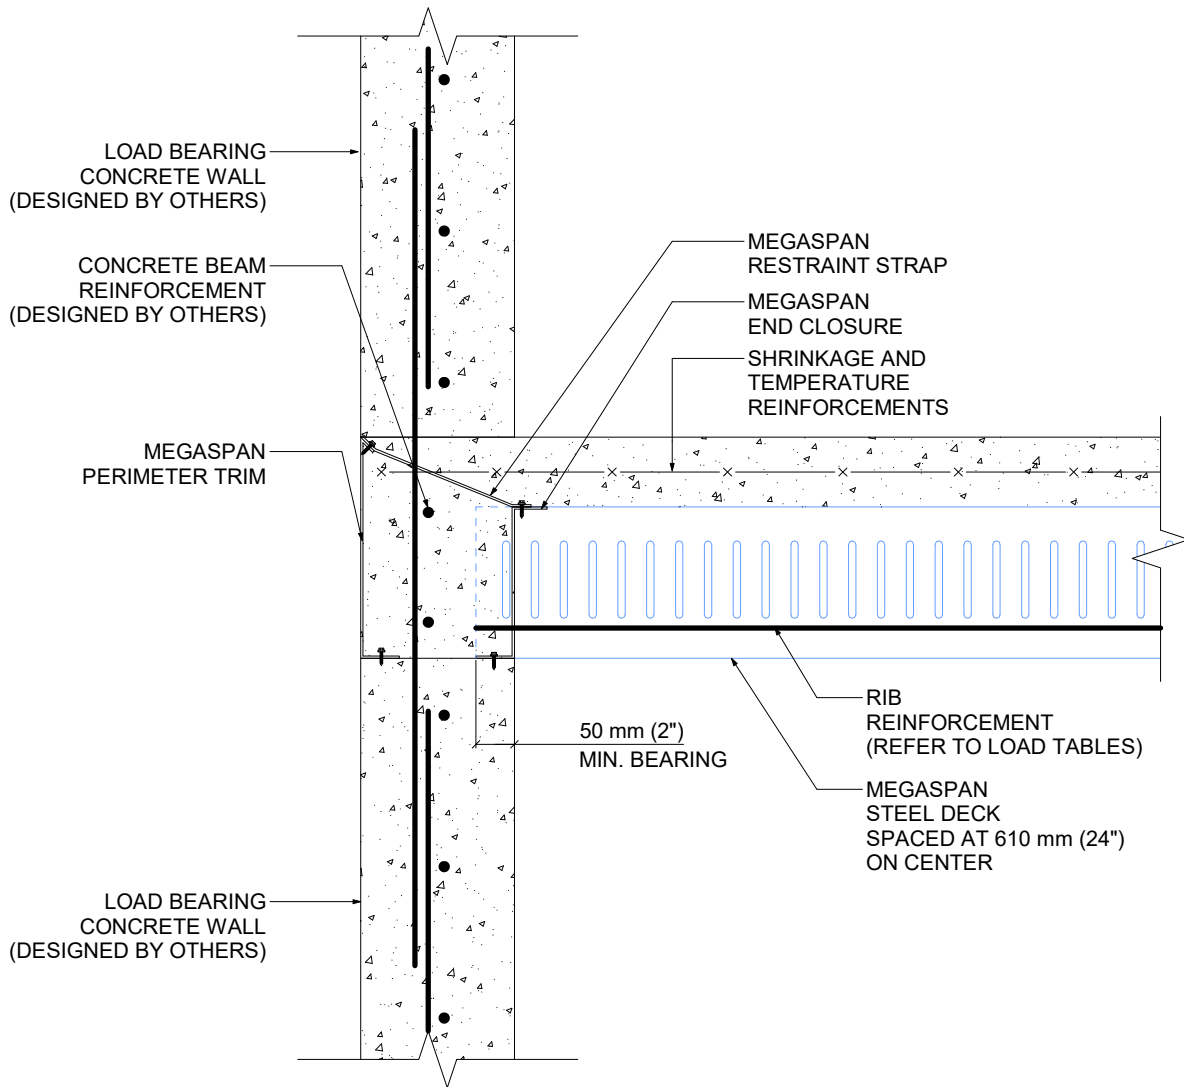 LOAD BEARING
CONCRETE WALL
(DESIGNED BY OTHERS)
CONCRETE BEAM
REINFORCEMENT
(DESIGNED BY OTHERS)
MEGASPAN
PERIMETER TRIM
MEGASPAN
RESTRAINT STRAP
MEGASPAN
END CLOSURE
SHRINKAGE AND
TEMPERATURE
REINFORCEMENTS
50 mm (2")
MIN. BEARING
RIB
REINFORCEMENT
(REFER TO LOAD TABLES)
MEGASPAN
STEEL DECK
SPACED AT 610 mm (24")
ON CENTER
LOAD BEARING
CONCRETE WALL
(DESIGNED BY OTHERS)